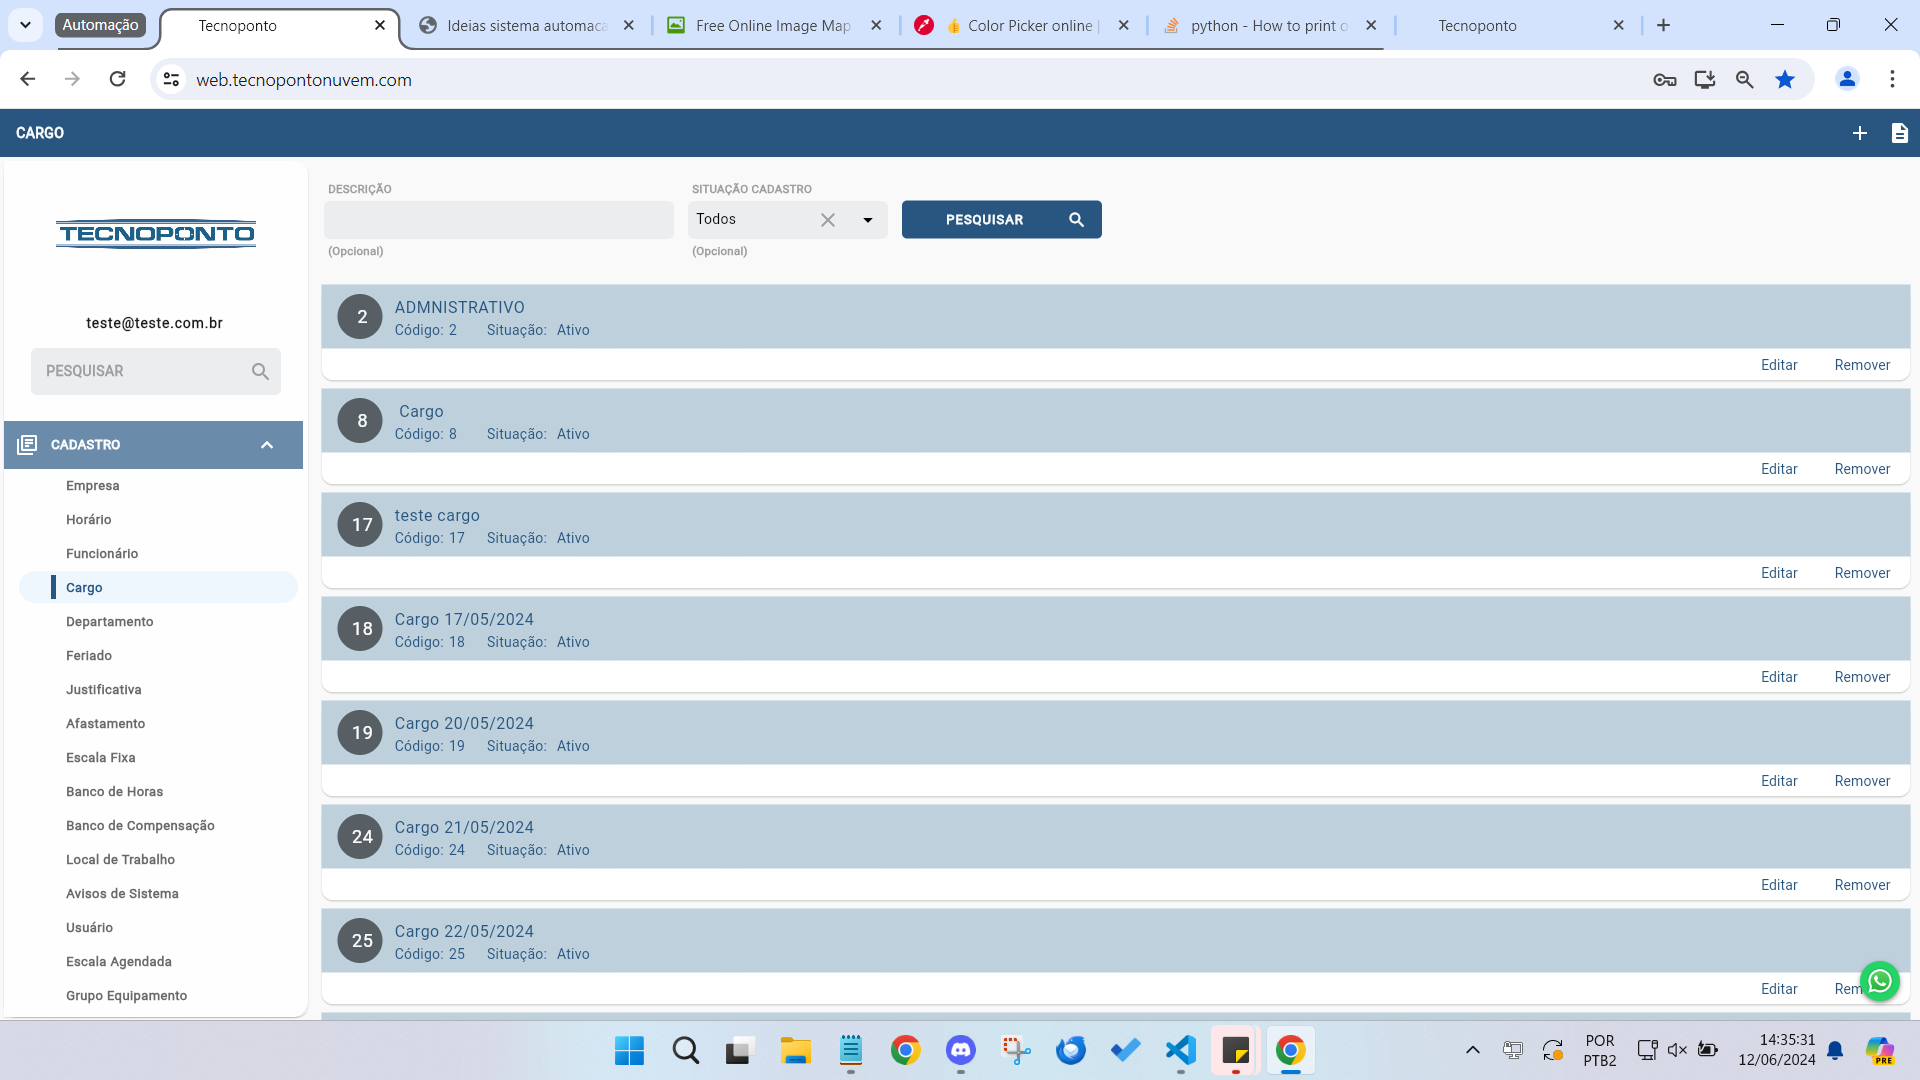 Automação
Tecnoponto
Ideias sistema automaca
Free Online Image Map
👍 Color Picker online |
python - How to print o
Tecnoponto
web.tecnopontonuvem.com
CARGO
TECNOPONTO
teste@teste.com.br
PESQUISAR
CADASTRO
Empresa
Horário
Funcionário
Cargo
Departamento
Feriado
Justificativa
Afastamento
Escala Fixa
Banco de Horas
Banco de Compensação
Local de Trabalho
Avisos de Sistema
Usuário
Escala Agendada
Grupo Equipamento
DESCRIÇÃO
(Opcional)
SITUAÇÃO CADASTRO
Todos
(Opcional)
PESQUISAR
2
ADMNISTRATIVO
Código: 2 Situação: Ativo
Editar Remover
8
Cargo
Código: 8 Situação: Ativo
Editar Remover
17
teste cargo
Código: 17 Situação: Ativo
Editar Remover
18
Cargo 17/05/2024
Código: 18 Situação: Ativo
Editar Remover
19
Cargo 20/05/2024
Código: 19 Situação: Ativo
Editar Remover
24
Cargo 21/05/2024
Código: 24 Situação: Ativo
Editar Remover
25
Cargo 22/05/2024
Código: 25 Situação: Ativo
Editar Rem
POR
PTB2
14:35:31
12/06/2024
PRE